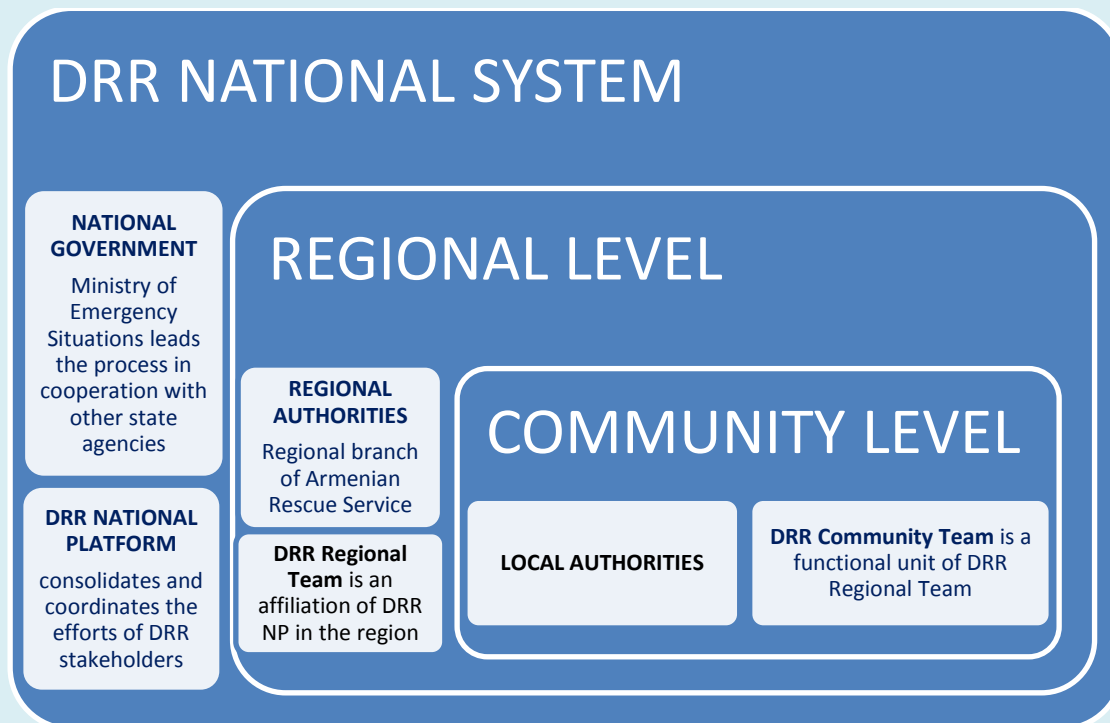 DRR NATIONAL SYSTEM
NATIONAL
GOVERNMENT
Ministry of
Emergency
Situations leads
the process in
cooperation with
other state
agencies
DRR NATIONAL
PLATFORM
consolidates and
coordinates the
efforts of DRR
stakeholders
REGIONAL LEVEL
REGIONAL
AUTHORITIES
Regional branch
of Armenian
Rescue Service
DRR Regional
Team is an
affiliation of DRR
NP in the region
COMMUNITY LEVEL
LOCAL AUTHORITIES
DRR Community Team is a
functional unit of DRR
Regional Team